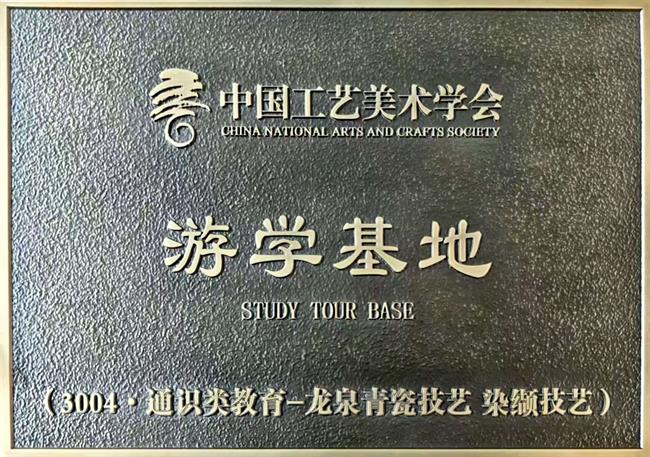 中国工艺美术学会
CHINA NATIONAL ARTS AND CRAFTS SOCIETY
游学基地
STUDY TOUR BASE
（3004·通识类教育-龙泉青瓷技艺 染缬技艺）